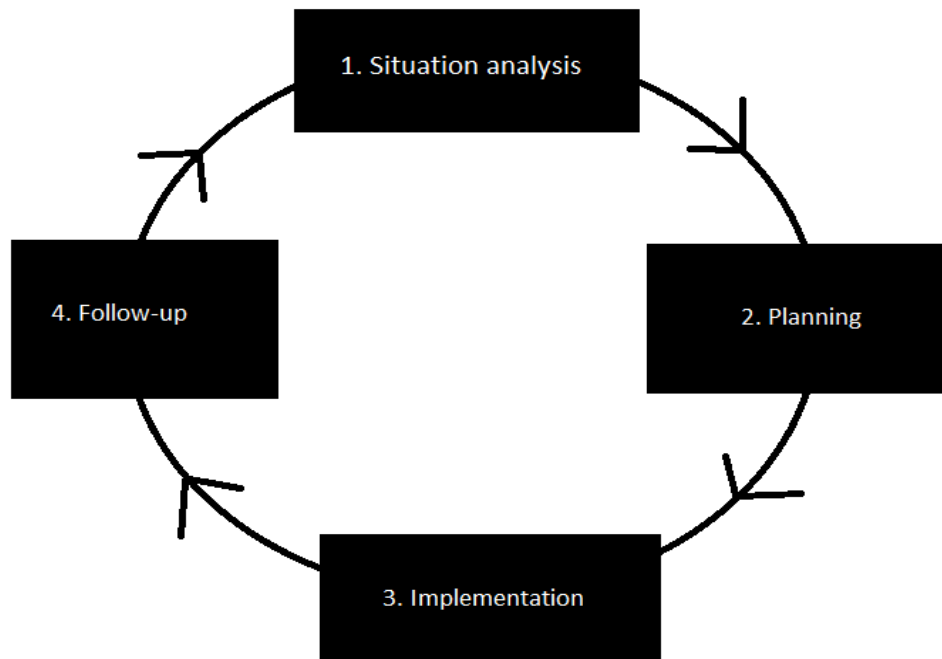 1. Situation analysis
2. Planning
3. Implementation
4. Follow-up